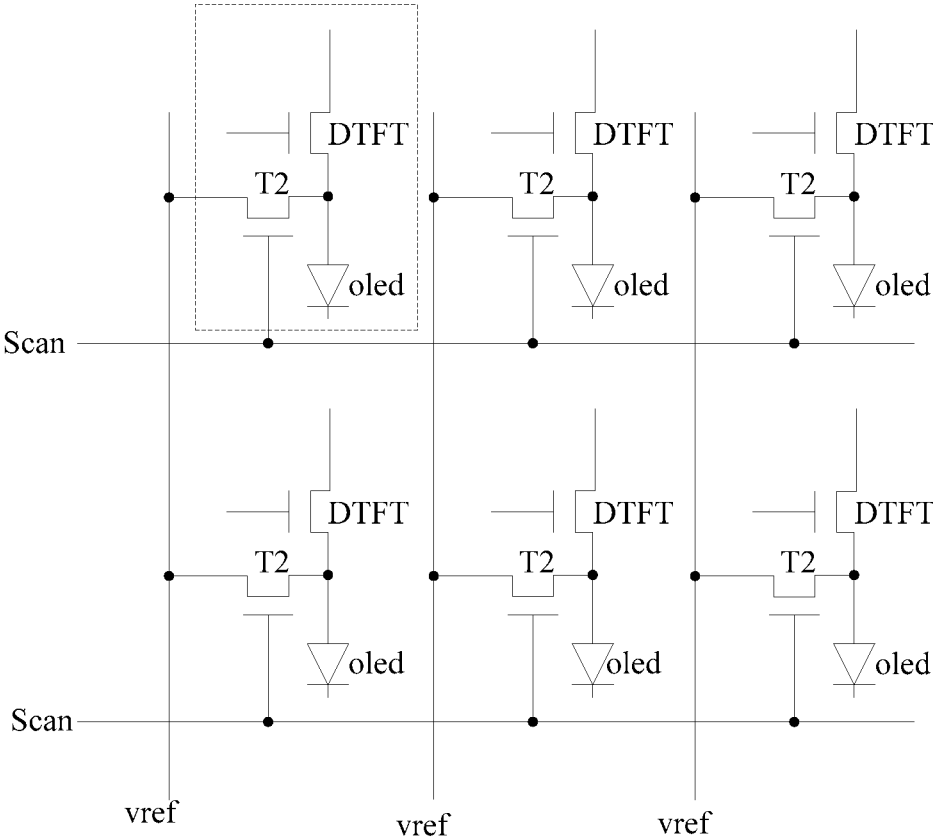 DTFT DTFT DTFT
T2 T2 T2
oled oled oled
Scan
DTFT DTFT DTFT
T2 T2 T2
oled oled oled
Scan
vref vref vref